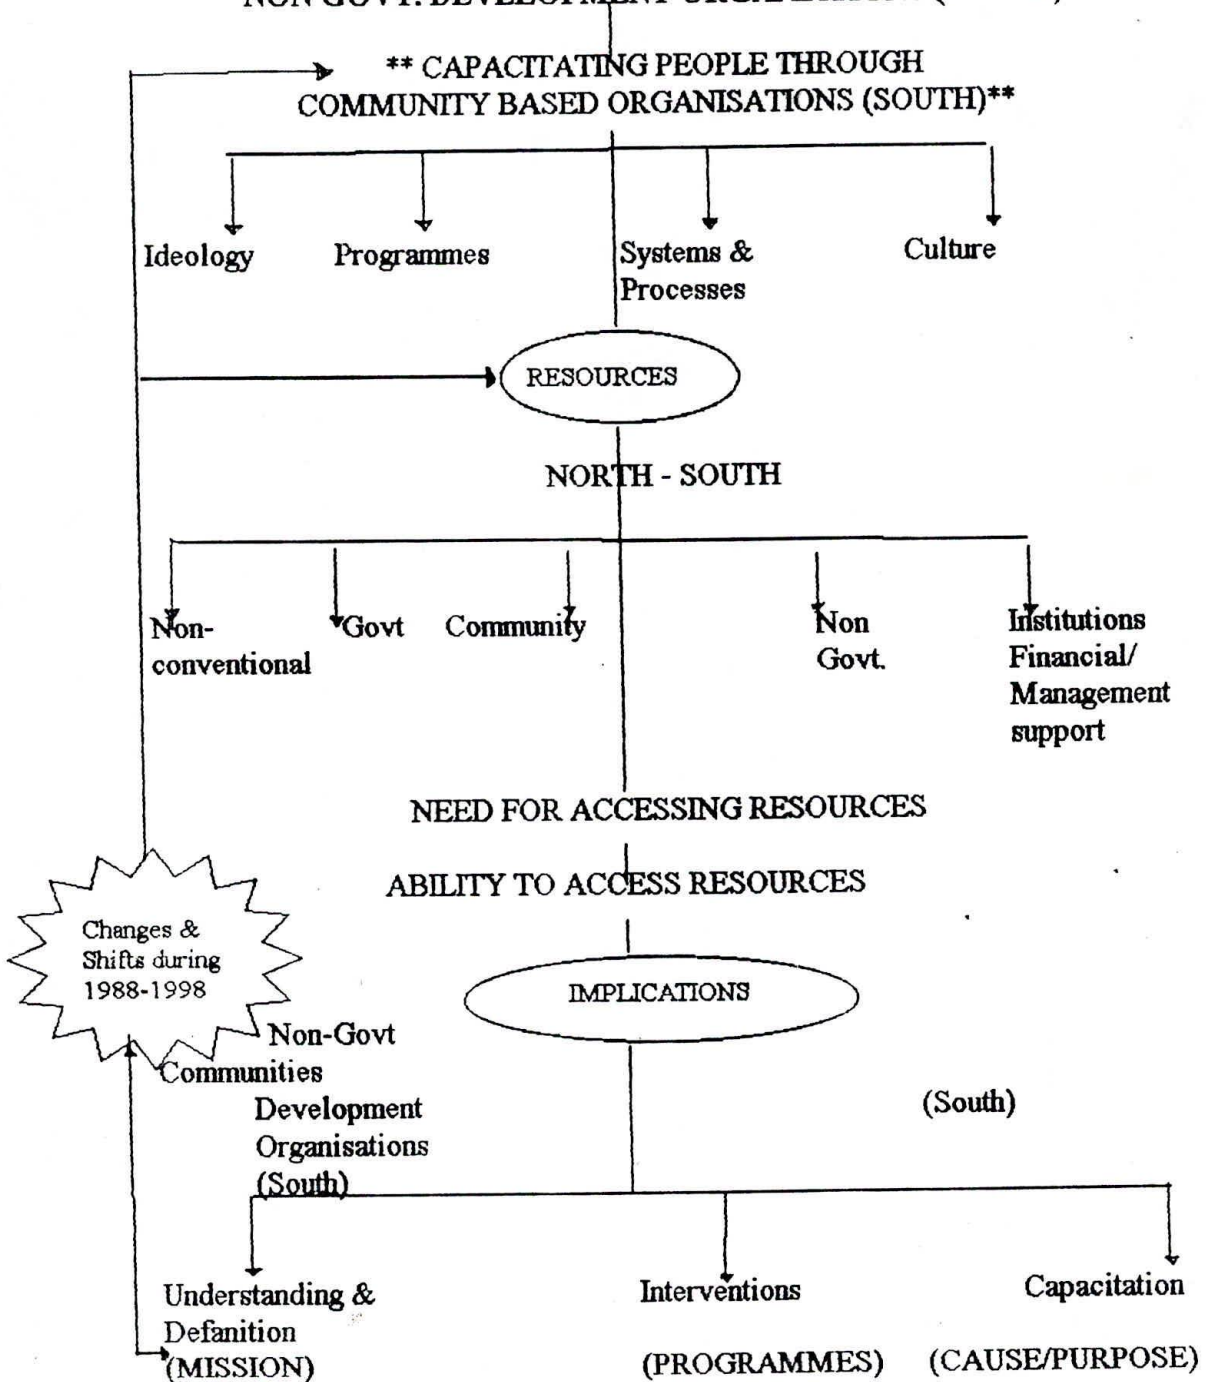 ** CAPACITATING PEOPLE THROUGH
COMMUNITY BASED ORGANISATIONS (SOUTH)**
Ideology
Programmes
Systems &
Processes
Culture
RESOURCES
NORTH - SOUTH
Non-
conventional
Govt
Community
Non
Govt.
Institutions
Financial/
Management
support
NEED FOR ACCESSING RESOURCES
ABILITY TO ACCESS RESOURCES
Changes &
Shifts during
1988-1998
IMPLICATIONS
Non-Govt
Communities
Development
Organisations
(South)
(South)
Understanding &
Defanition
(MISSION)
Interventions
(PROGRAMMES)
Capacitation
(CAUSE/PURPOSE)